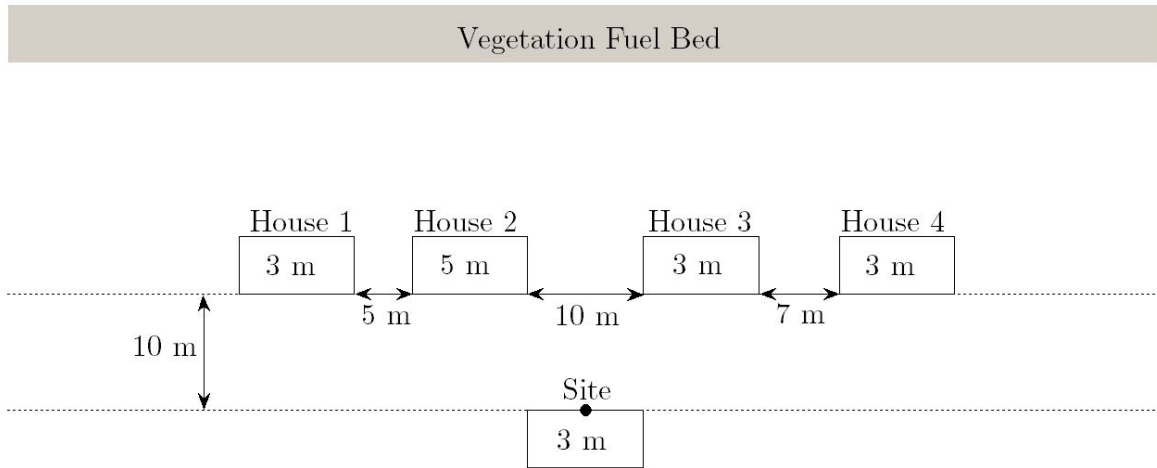 Vegetation Fuel Bed
House 1
House 2
House 3
House 4
3 m
5 m
3 m
3 m
5 m
10 m
7 m
10 m
Site
3 m